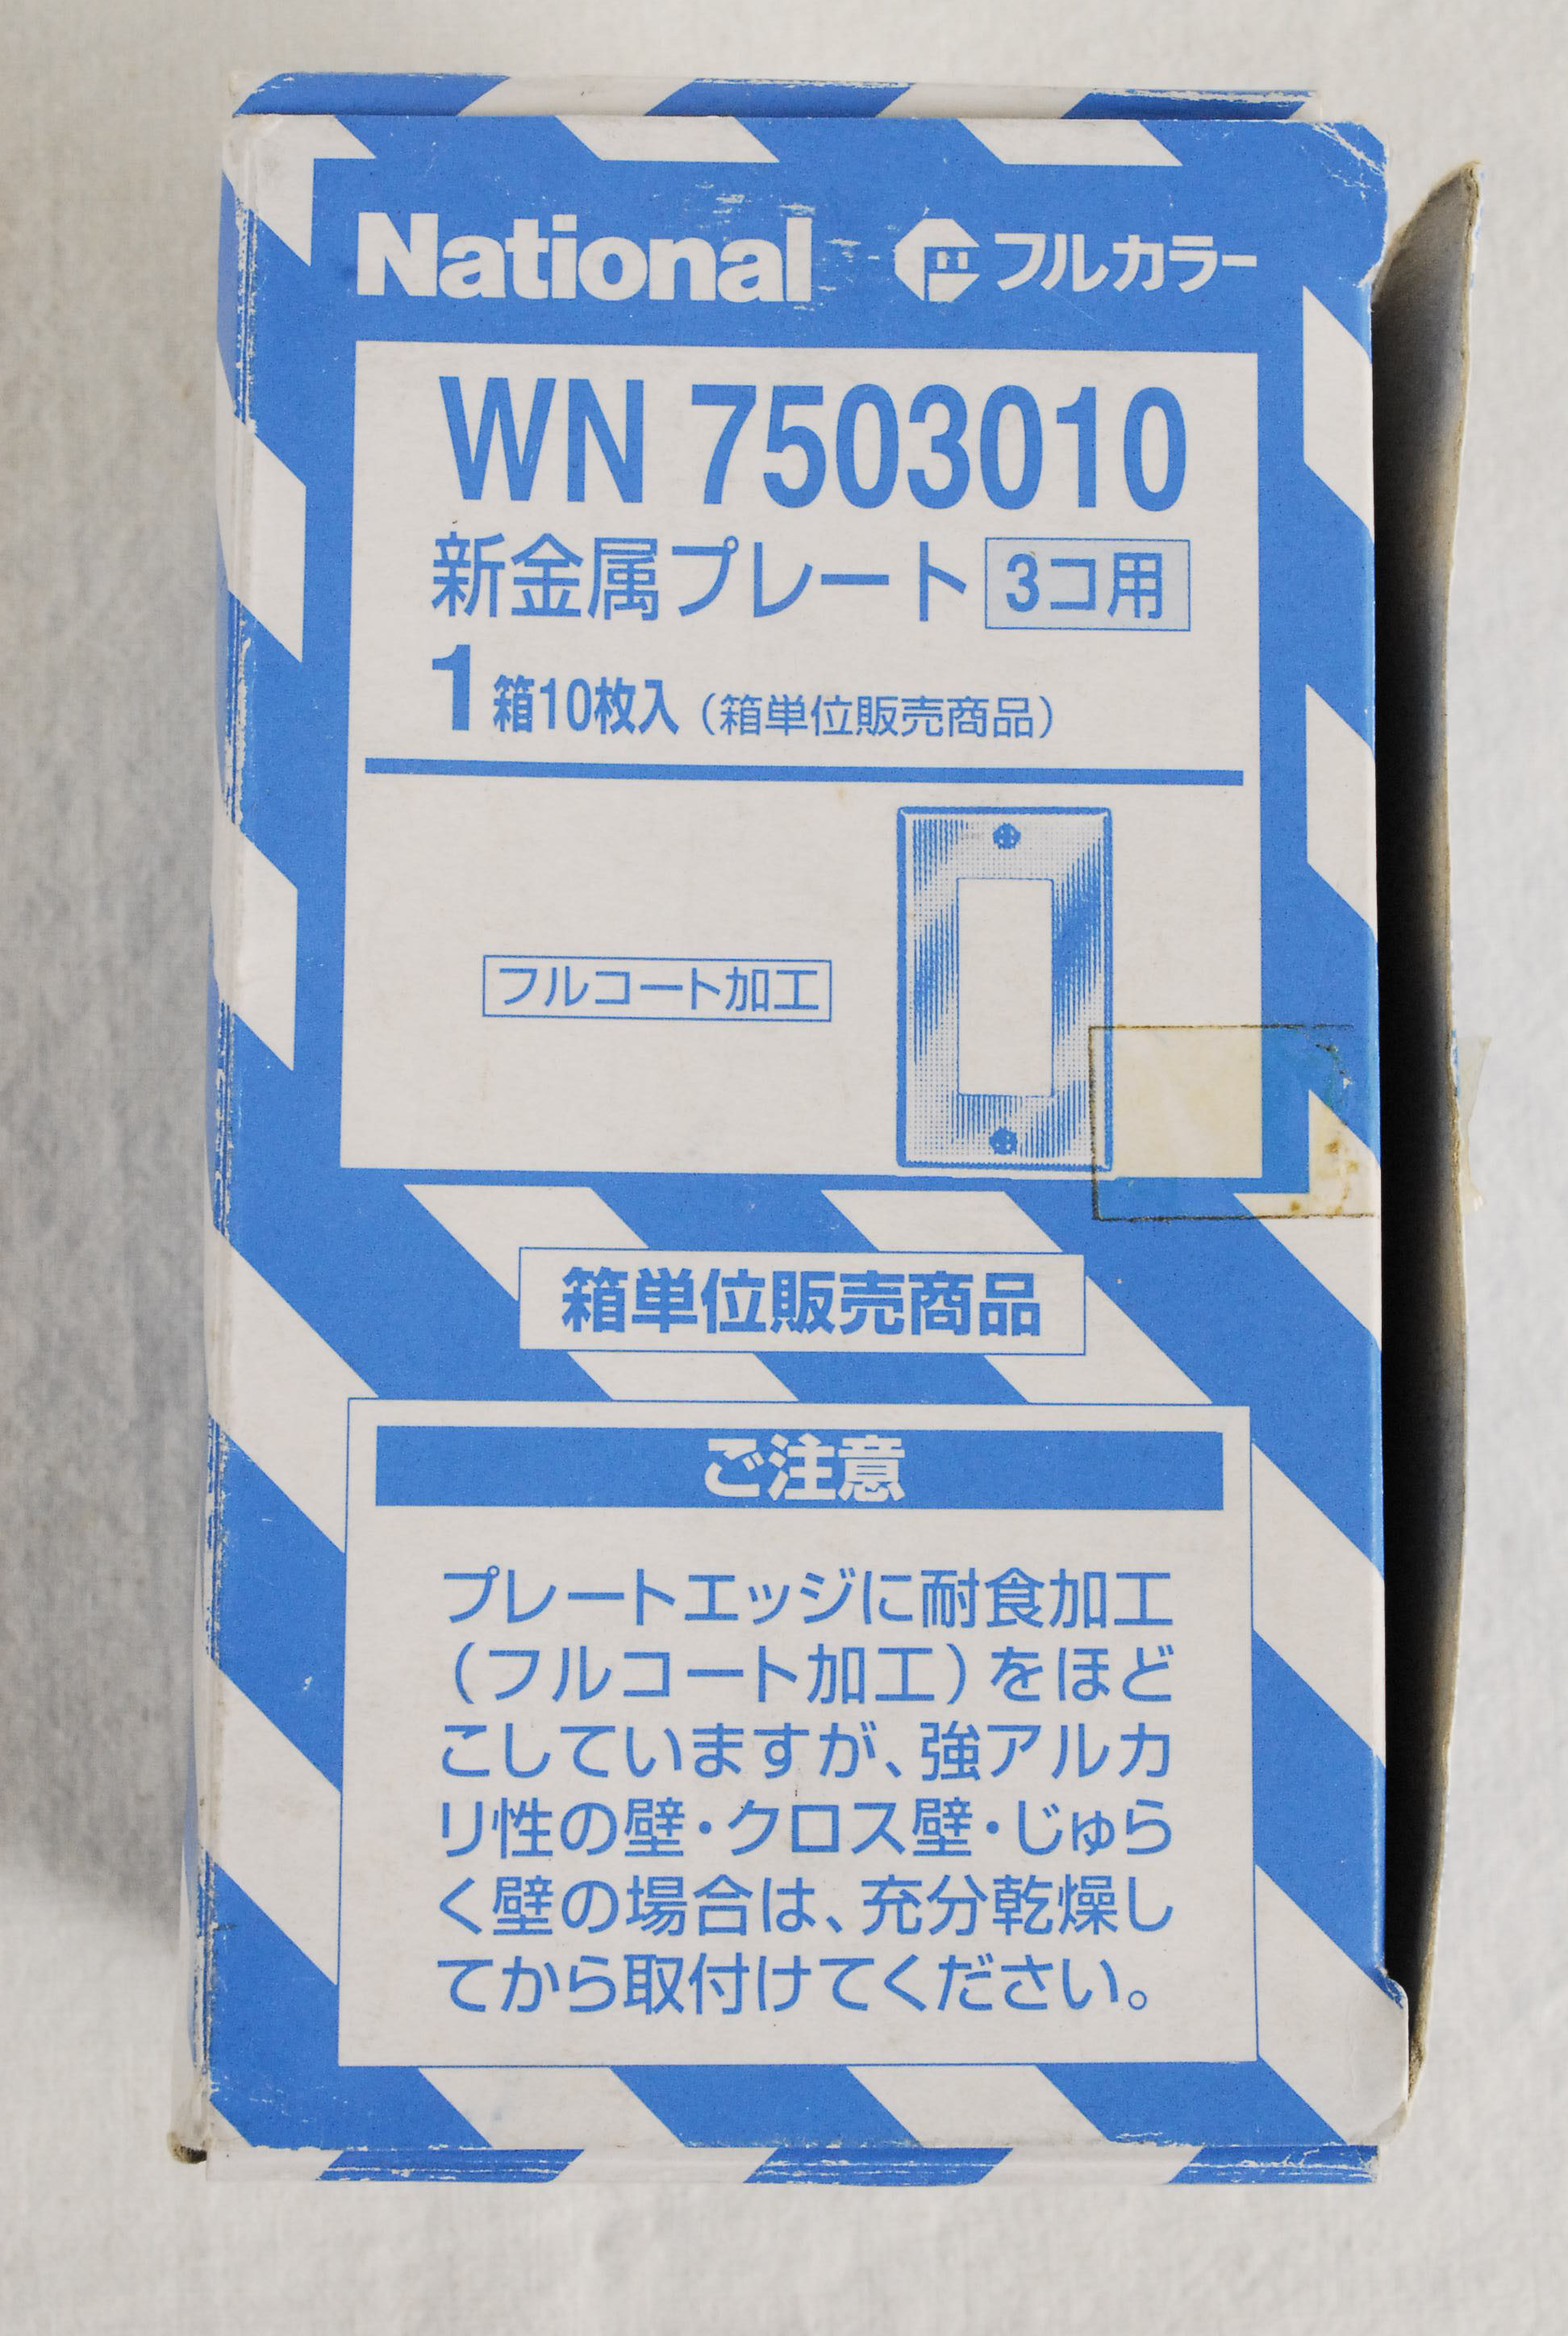 National フルカラー
WN 7503010
新金属プレート 3コ用
1箱10枚入（箱単位販売商品）
フルコート加工
箱単位販売商品
ご注意
プレートエッジに耐食加工
（フルコート加工）をほど
こしていますが、強アルカ
リ性の壁・クロス壁・じゅら
く壁の場合は、充分乾燥し
てから取付けてください。